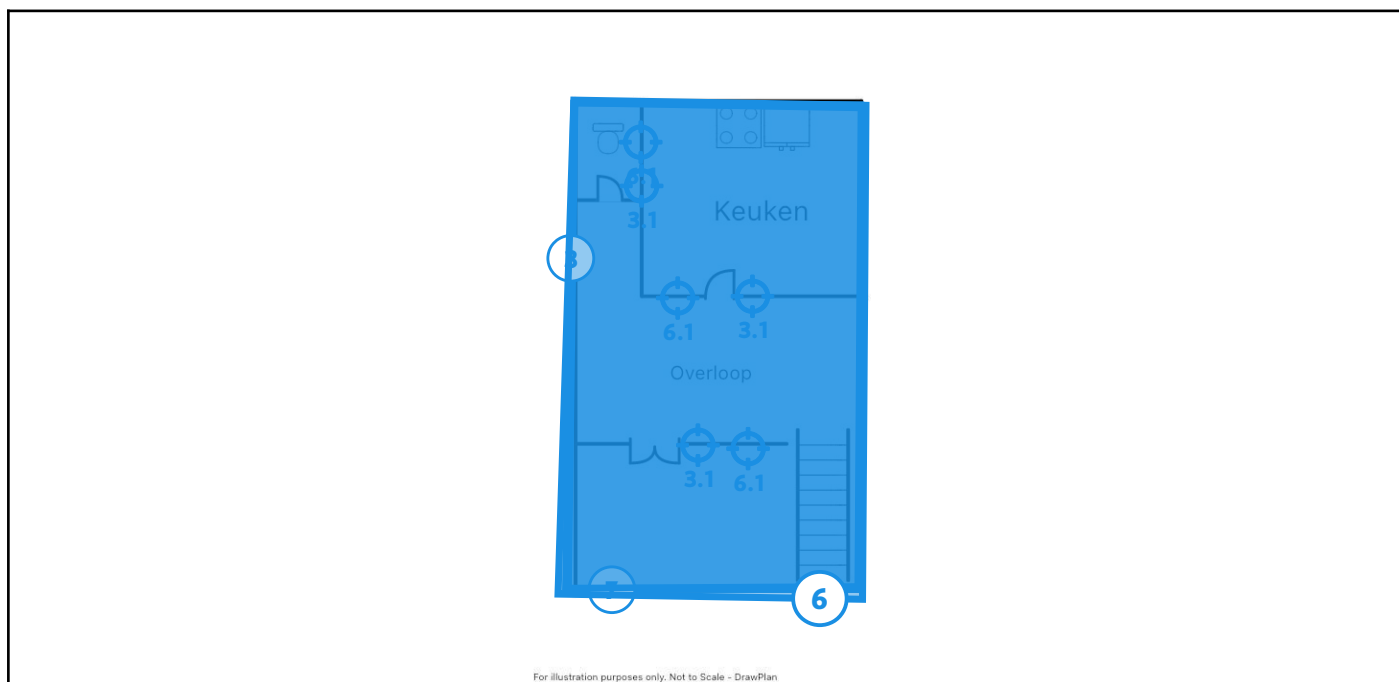 3.1
Keuken
3
6.1
3.1
Overloop
3.1
6.1
6
For illustration purposes only. Not to Scale - DrawPlan